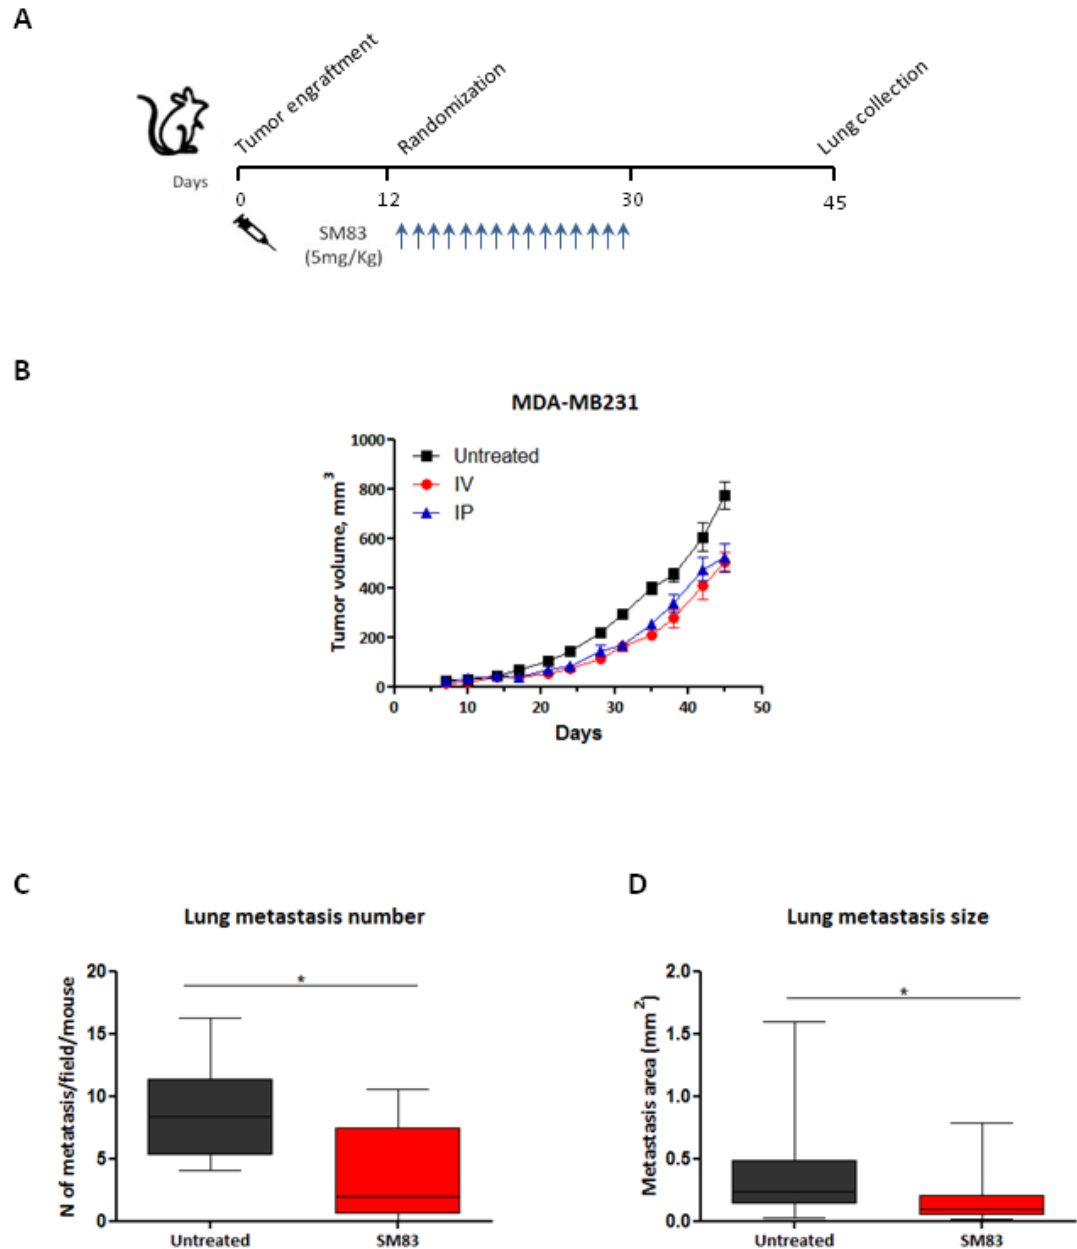 A
Tumor engraftment
Randomization
Lung collection
Days
0
12
30
45
SM83
(5mg/Kg)
B
MDA-MB231
Tumor volume, mm³
1000
800
600
400
200
0
Untreated
IV
IP
0 10 20 30 40 50
Days
C
Lung metastasis number
N of metatasis/field/mouse
20
15
10
5
0
*
Untreated SM83
D
Lung metastasis size
Metastasis area (mm²)
2.0
1.5
1.0
0.5
0.0
*
Untreated SM83